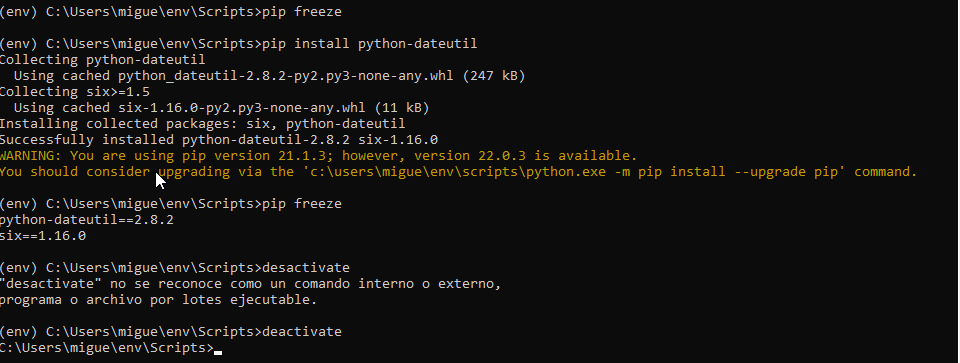 (env) C:\Users\migue\env\Scripts>pip freeze
(env) C:\Users\migue\env\Scripts>pip install python-dateutil
Collecting python-dateutil
  Using cached python_dateutil-2.8.2-py2.py3-none-any.whl (247 kB)
Collecting six>=1.5
  Using cached six-1.16.0-py2.py3-none-any.whl (11 kB)
Installing collected packages: six, python-dateutil
Successfully installed python-dateutil-2.8.2 six-1.16.0
WARNING: You are using pip version 21.1.3; however, version 22.0.3 is available.
You should consider upgrading via the 'c:\users\migue\env\scripts\python.exe -m pip install --upgrade pip' command.
(env) C:\Users\migue\env\Scripts>pip freeze
python-dateutil==2.8.2
six==1.16.0
(env) C:\Users\migue\env\Scripts>desactivate
"desactivate" no se reconoce como un comando interno o externo,
programa o archivo por lotes ejecutable.
(env) C:\Users\migue\env\Scripts>deactivate
C:\Users\migue\env\Scripts>